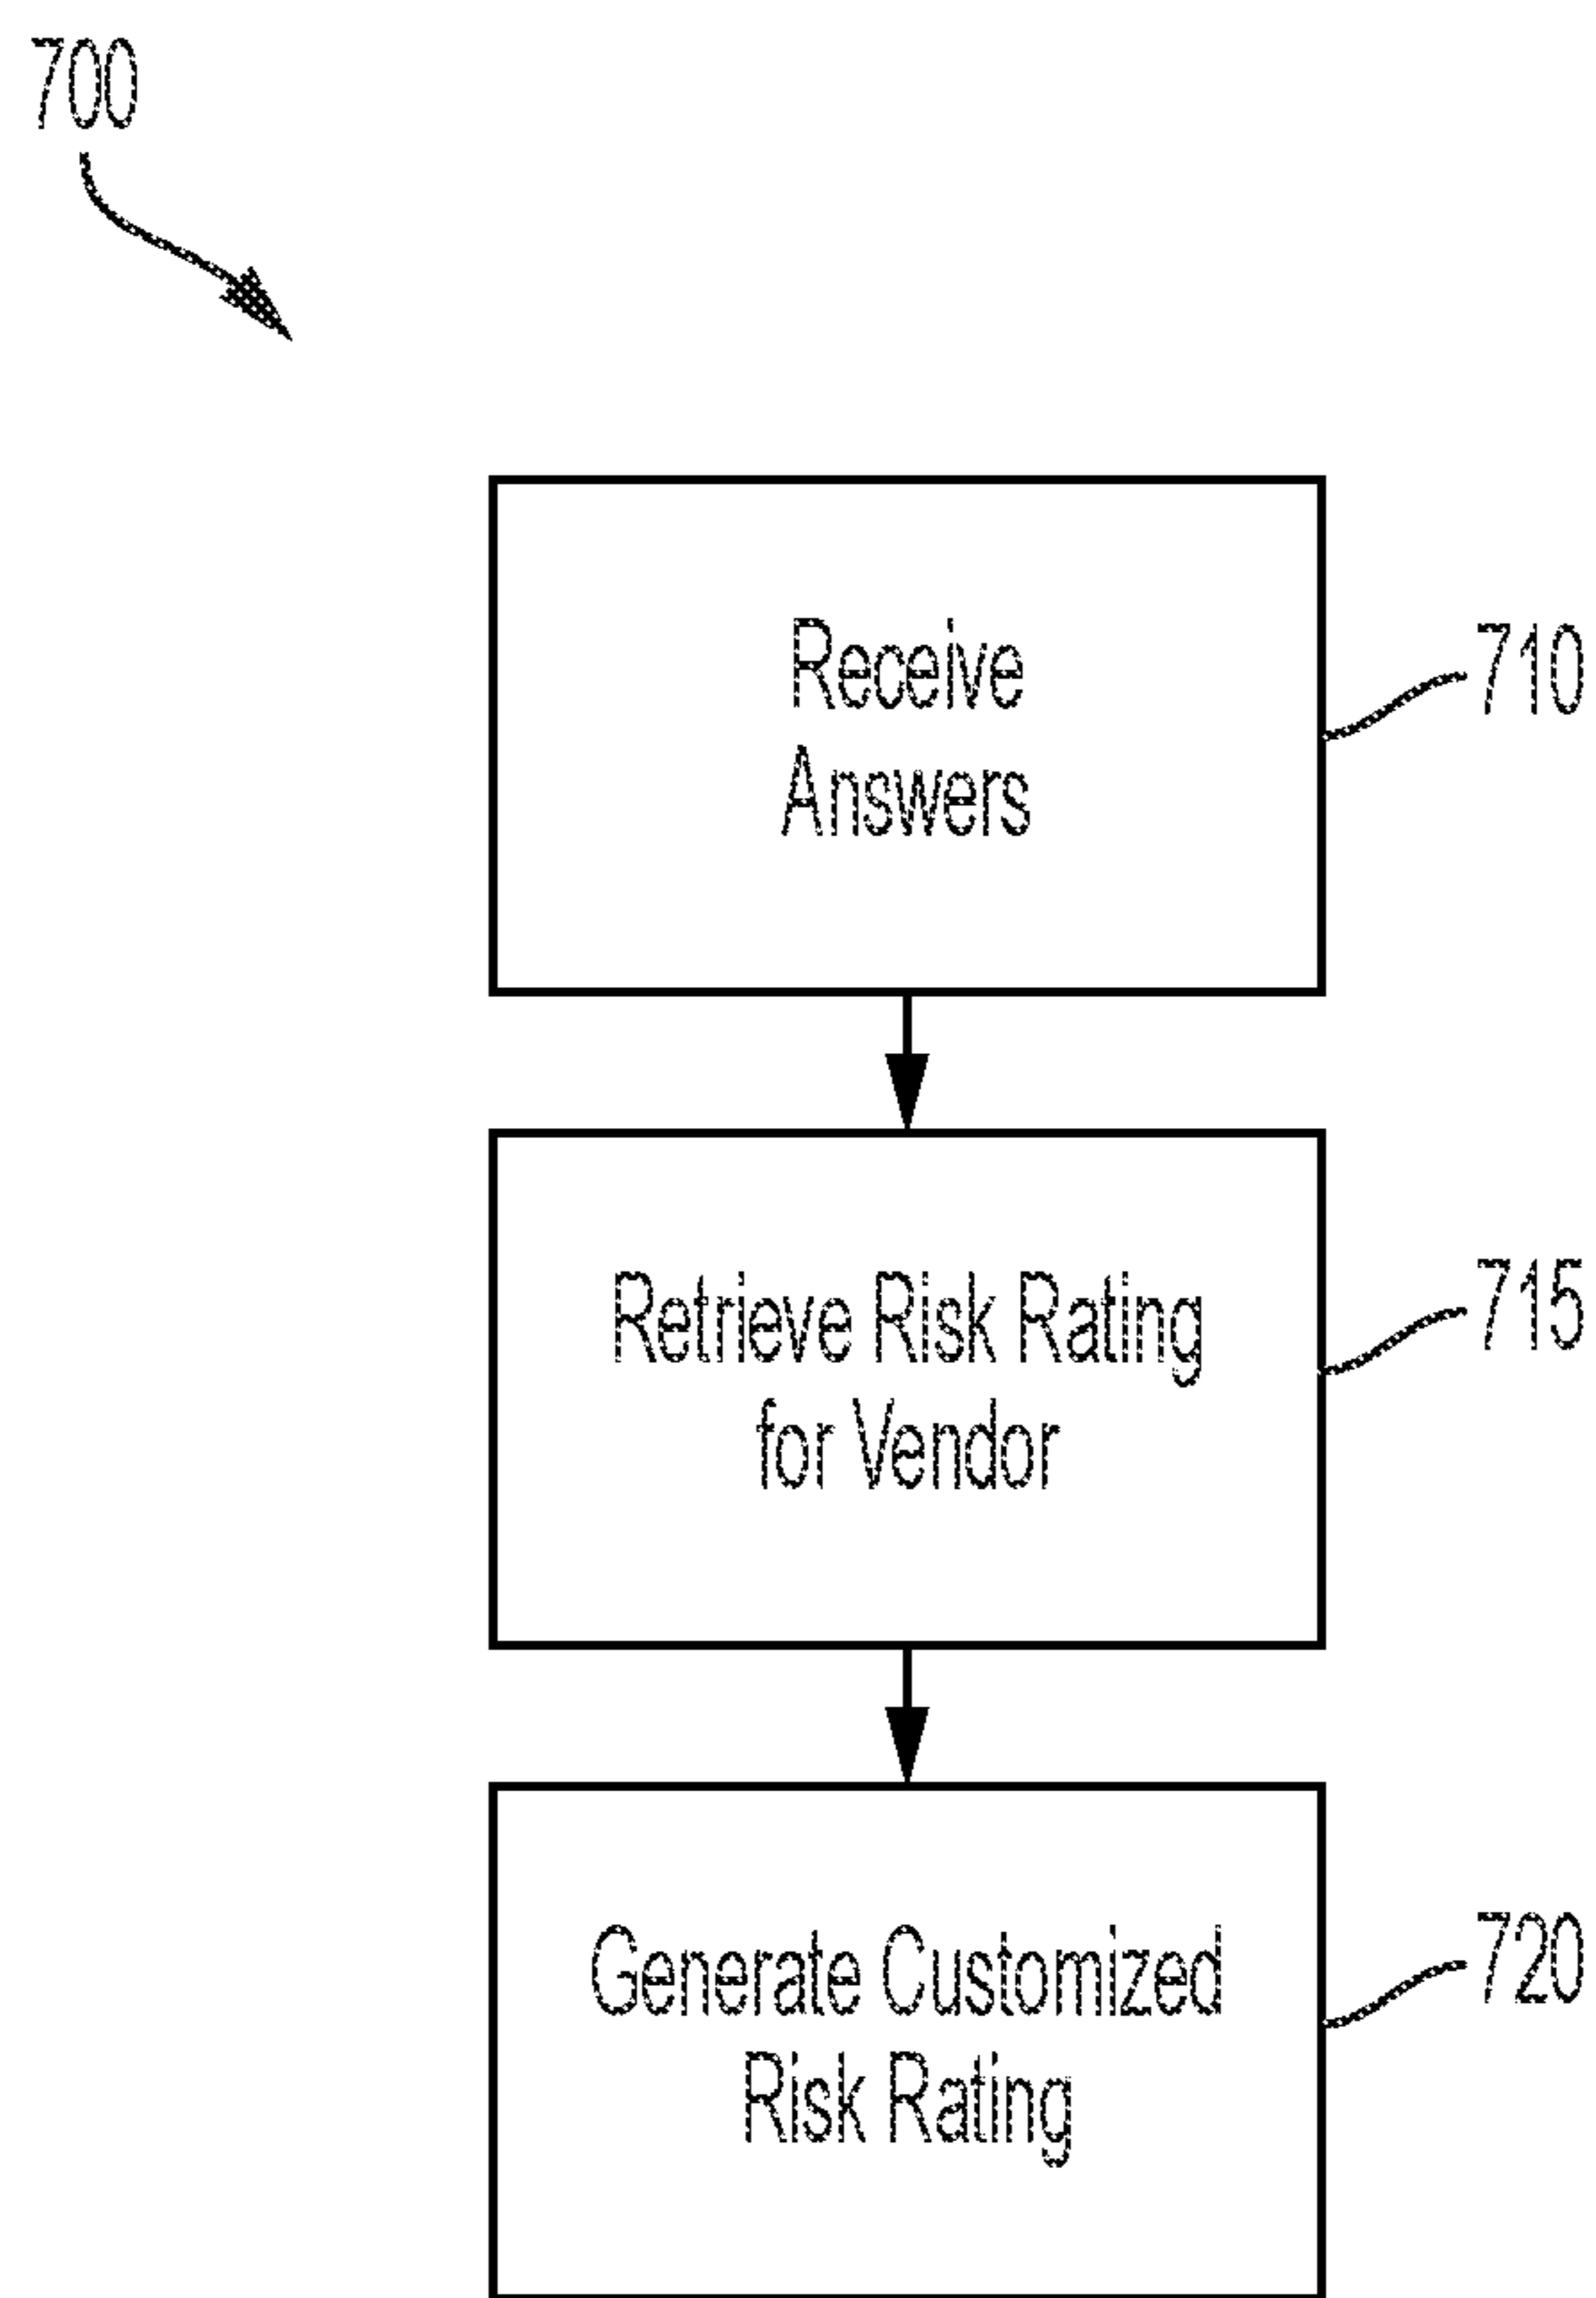 700
Receive
Answers
710
Retrieve Risk Rating
for Vendor
715
Generate Customized
Risk Rating
720